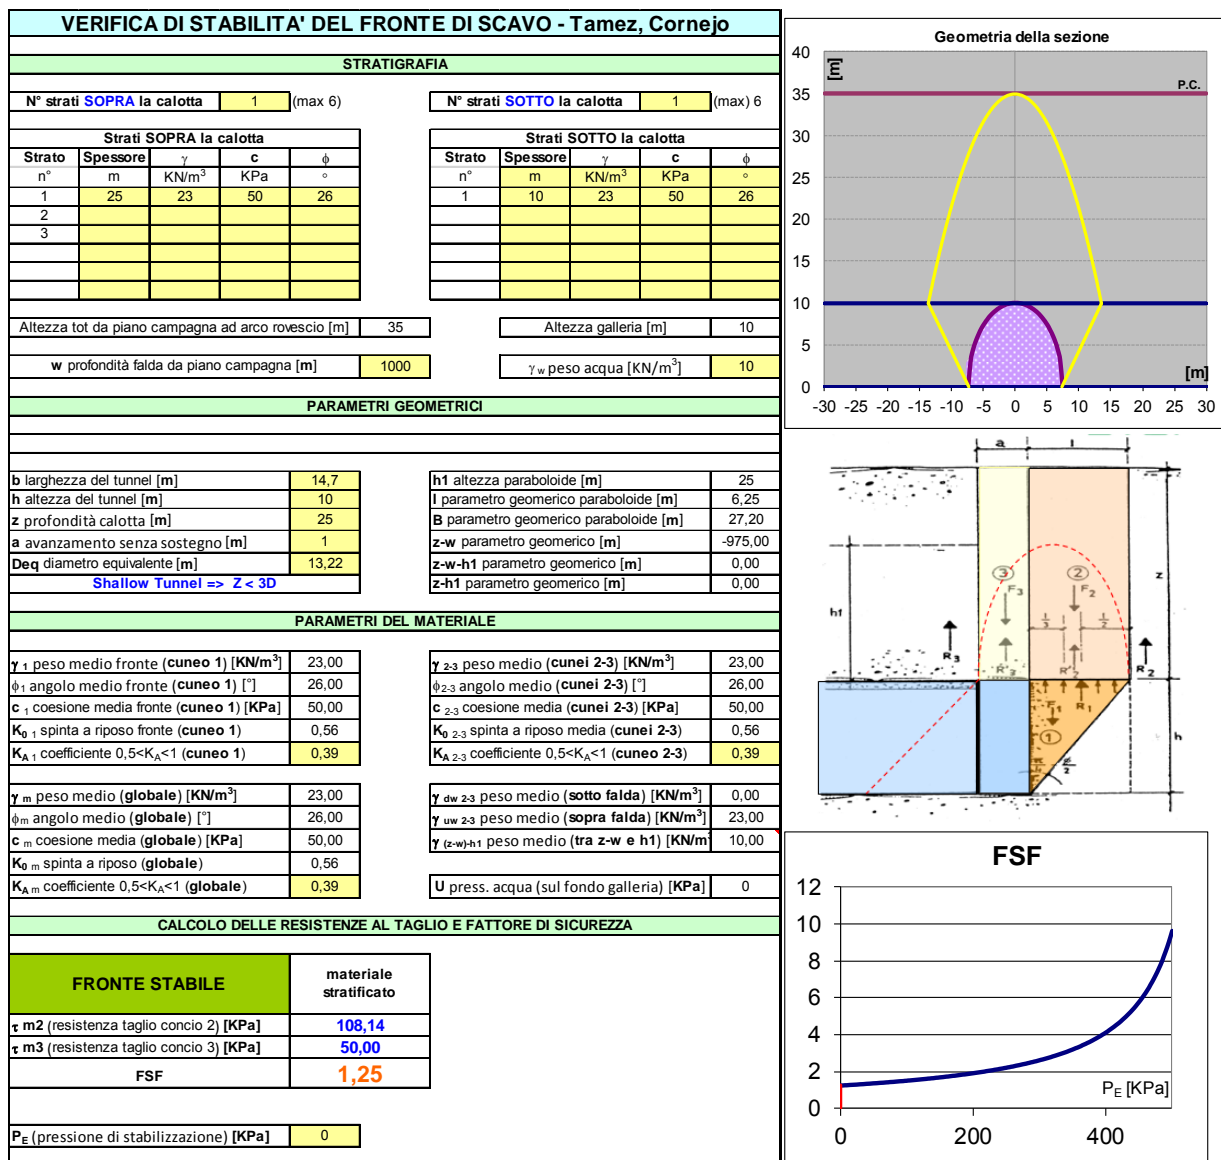 VERIFICA DI STABILITA' DEL FRONTE DI SCAVO - Tamez, Cornejo
STRATIGRAFIA
N° strati SOPRA la calotta 1 (max 6) N° strati SOTTO la calotta 1 (max) 6
Strati SOPRA la calotta Strati SOTTO la calotta
Strato Spessore γ c ϕ Strato Spessore γ c ϕ
n° m KN/m³ KPa ° n° m KN/m³ KPa °
1 25 23 50 26 1 10 23 50 26
2
3
Altezza tot da piano campagna ad arco rovescio [m] 35 Altezza galleria [m] 10
w profondità falda da piano campagna [m] 1000 γ w peso acqua [KN/m³] 10
PARAMETRI GEOMETRICI
b larghezza del tunnel [m] 14,7 h1 altezza paraboloide [m] 25
h altezza del tunnel [m] 10 l parametro geomerico paraboloide [m] 6,25
z profondità calotta [m] 25 B parametro geomerico paraboloide [m] 27,20
a avanzamento senza sostegno [m] 1 z-w parametro geomerico [m] -975,00
Deq diametro equivalente [m] 13,22 z-w-h1 parametro geomerico [m] 0,00
Shallow Tunnel => Z < 3D z-h1 parametro geomerico [m] 0,00
PARAMETRI DEL MATERIALE
γ 1 peso medio fronte (cuneo 1) [KN/m³] 23,00 γ 2-3 peso medio (cunei 2-3) [KN/m³] 23,00
ϕ1 angolo medio fronte (cuneo 1) [°] 26,00 ϕ2-3 angolo medio (cunei 2-3) [°] 26,00
c 1 coesione media fronte (cuneo 1) [KPa] 50,00 c 2-3 coesione media (cunei 2-3) [KPa] 50,00
K0 1 spinta a riposo fronte (cuneo 1) 0,56 K0 2-3 spinta a riposo media (cunei 2-3) 0,56
KA 1 coefficiente 0,5<KA<1 (cuneo 1) 0,39 KA 2-3 coefficiente 0,5<KA<1 (cuneo 2-3) 0,39
γ m peso medio (globale) [KN/m³] 23,00 γ dw 2-3 peso medio (sotto falda) [KN/m³] 0,00
ϕm angolo medio (globale) [°] 26,00 γ uw 2-3 peso medio (sopra falda) [KN/m³] 23,00
c m coesione media (globale) [KPa] 50,00 γ (z-w)-h1 peso medio (tra z-w e h1) [KN/m 10,00
K0 m spinta a riposo (globale) 0,56
KA m coefficiente 0,5<KA<1 (globale) 0,39 U press. acqua (sul fondo galleria) [KPa] 0
CALCOLO DELLE RESISTENZE AL TAGLIO E FATTORE DI SICUREZZA
FRONTE STABILE materiale
stratificato
τ m2 (resistenza taglio concio 2) [KPa] 108,14
τ m3 (resistenza taglio concio 3) [KPa] 50,00
FSF 1,25
PE (pressione di stabilizzazione) [KPa] 0
Geometria della sezione
[m]
P.C.
40
35
30
25
20
15
10
5
0
[m]
-30 -25 -20 -15 -10 -5 0 5 10 15 20 25 30
a l
3 2
F3 F2
z
h1
R3 R'3 R'2 R2
F1 R1
1
h
FSF
12
10
8
6
4
2
0
PE [KPa]
0 200 400